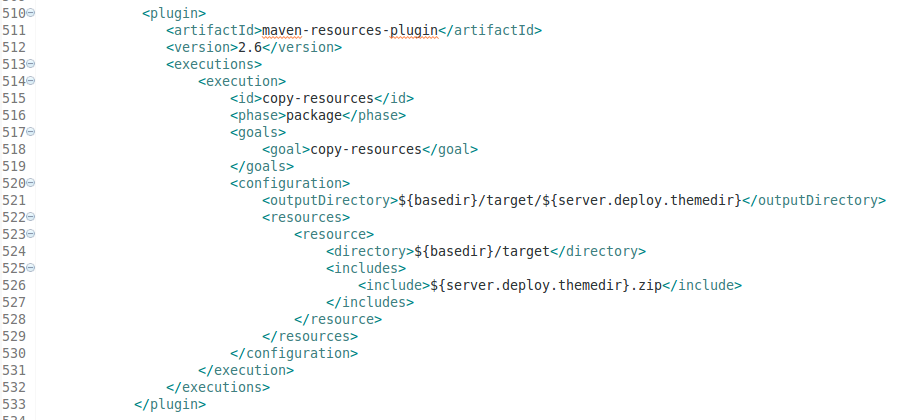 510 <plugin>
511 <artifactId>maven-resources-plugin</artifactId>
512 <version>2.6</version>
513 <executions>
514 <execution>
515 <id>copy-resources</id>
516 <phase>package</phase>
517 <goals>
518 <goal>copy-resources</goal>
519 </goals>
520 <configuration>
521 <outputDirectory>${basedir}/target/${server.deploy.themedir}</outputDirectory>
522 <resources>
523 <resource>
524 <directory>${basedir}/target</directory>
525 <includes>
526 <include>${server.deploy.themedir}.zip</include>
527 </includes>
528 </resource>
529 </resources>
530 </configuration>
531 </execution>
532 </executions>
533 </plugin>